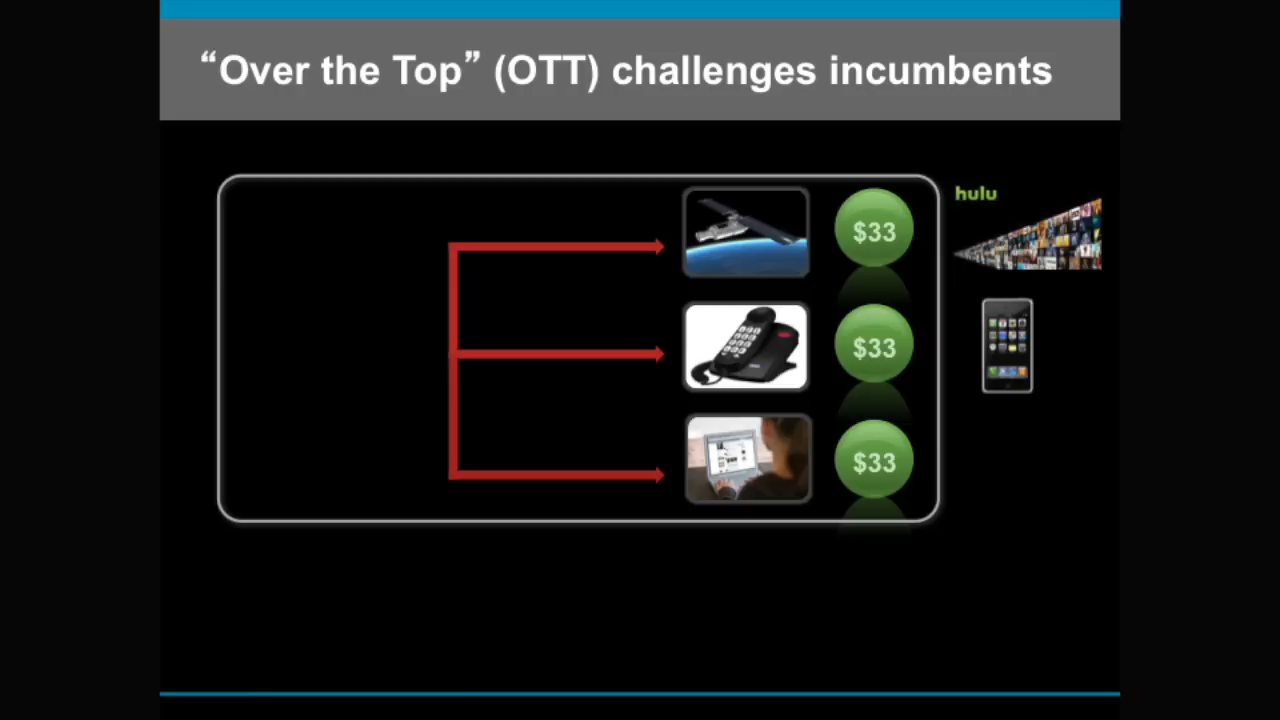 “Over the Top” (OTT) challenges incumbents
hulu
$33
$33
$33